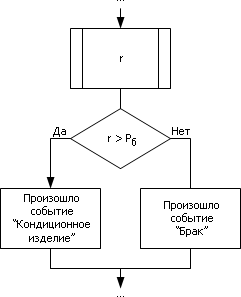 ...
r
r > Pб
Да
Нет
Произошло
событие
"Кондиционное
изделие"
Произошло
событие
"Брак"
...